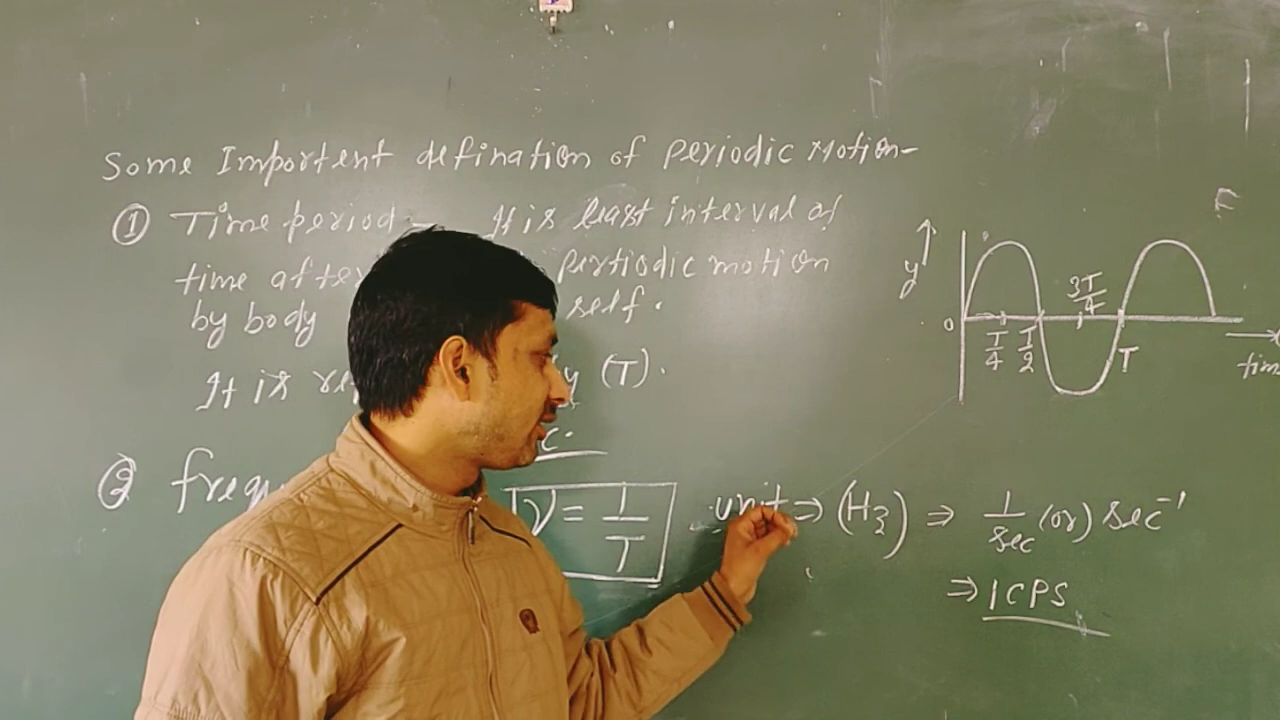 Some Importent defination of Periodic Motion-
① Time period - It is least interval of
time after periodic motion
by body self.
It is by (T).
② freq ν = 1/T unit ⇒ (Hz) ⇒ 1/sec (or) sec⁻¹
⇒ 1CPS
y ↑
0 T/4 T/2 3T/4 T
→
time